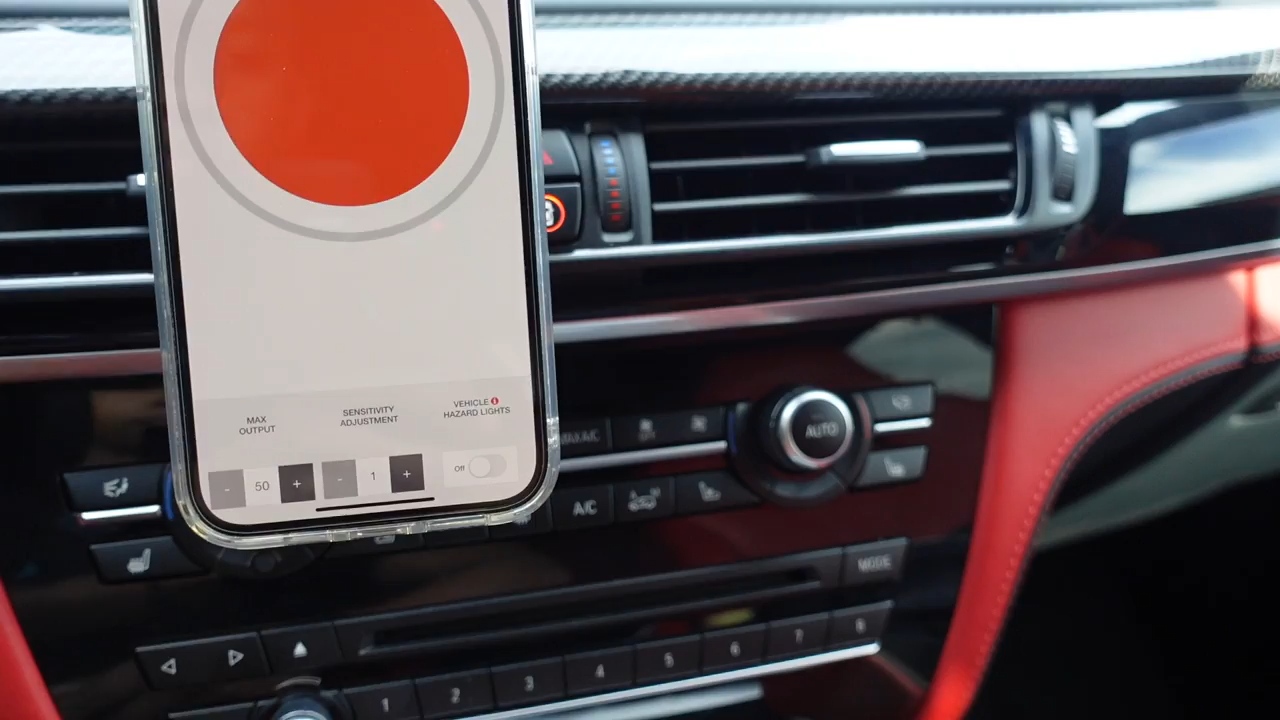 MAX
OUTPUT
SENSITIVITY
ADJUSTMENT
VEHICLE
HAZARD LIGHTS
- 50 +
- 1 +
Off
MAX A/C
OFF
AUTO
A/C
MODE
1 2 3 4 5 6 7 8